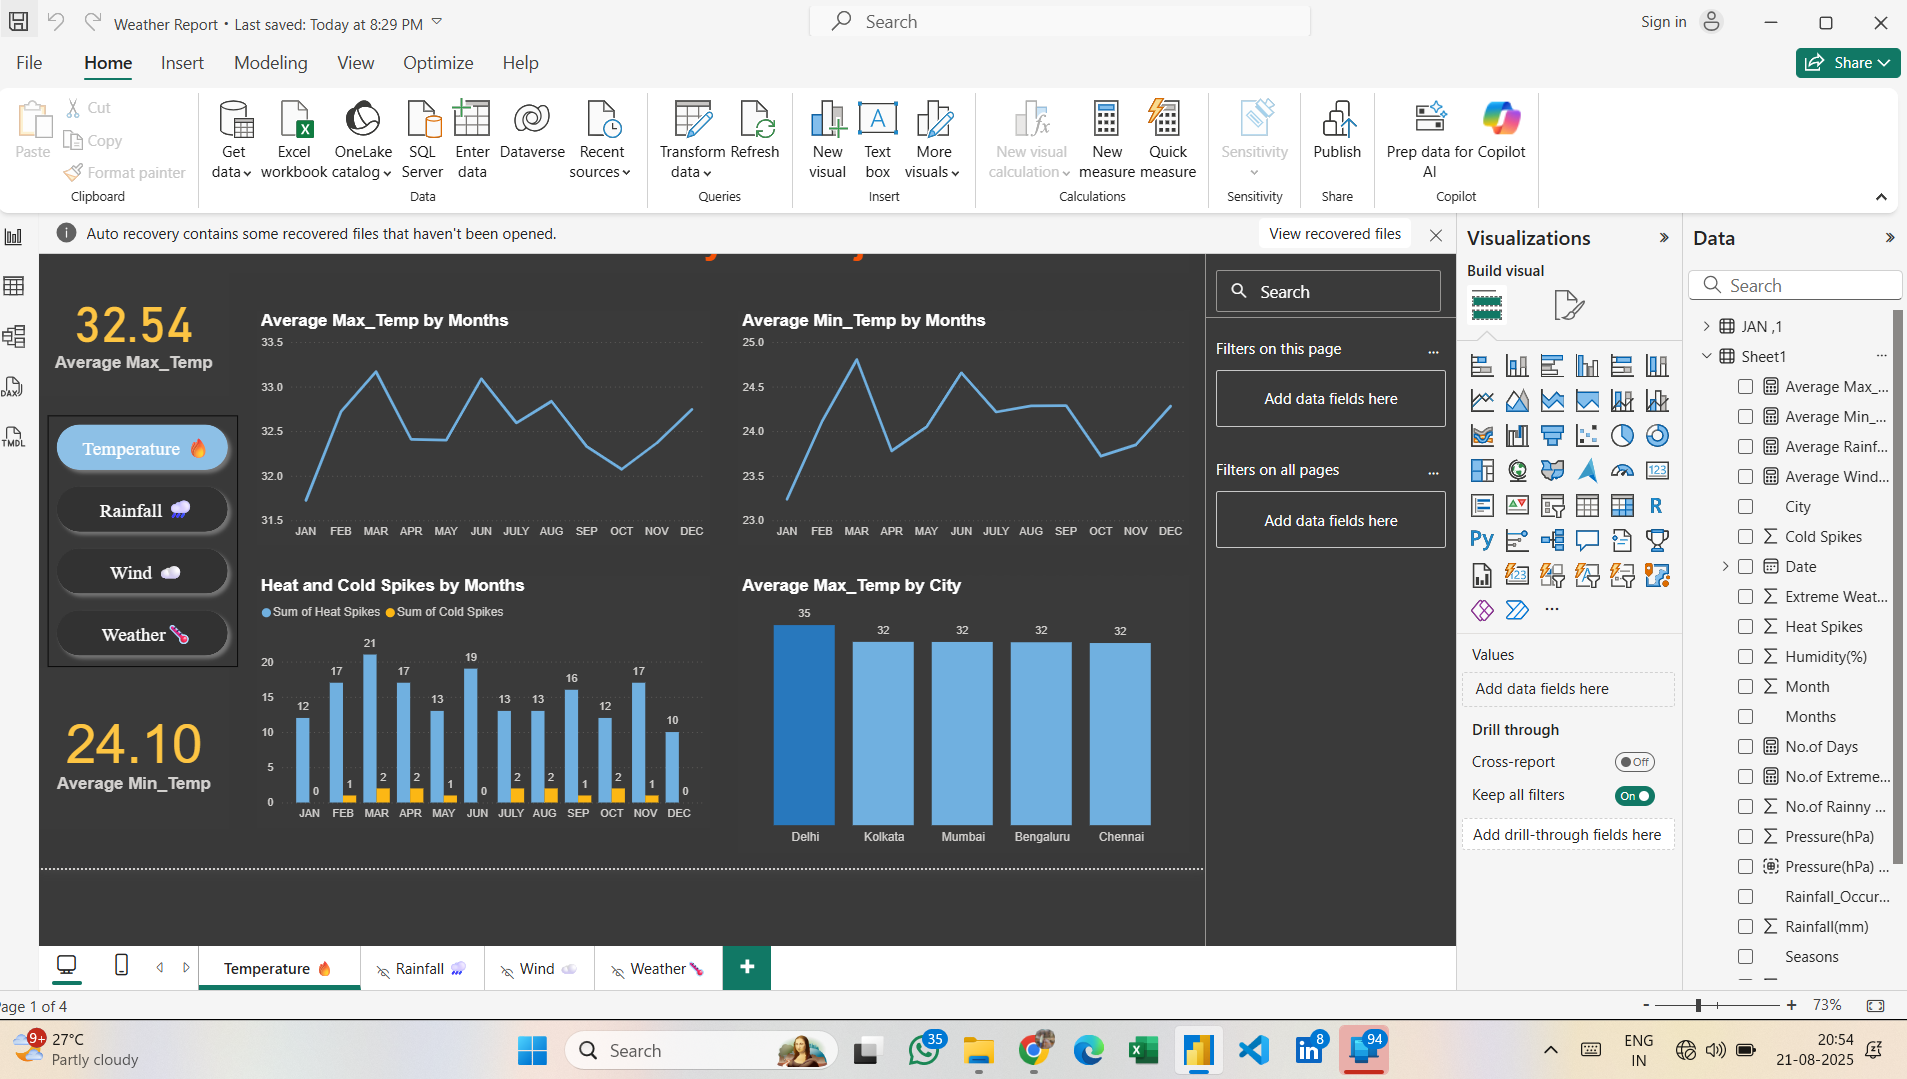 Weather Report • Last saved: Today at 8:29 PM
Search
Sign in
File
Home
Insert
Modeling
View
Optimize
Help
Share
Paste
Cut
Copy
Format painter
Clipboard
Get data
Excel workbook
OneLake catalog
SQL Server
Enter data
Dataverse
Recent sources
Data
Transform data
Refresh
Queries
New visual
Text box
More visuals
Insert
New visual calculation
New measure
Quick measure
Calculations
Sensitivity
Sensitivity
Publish
Share
Prep data for AI
Copilot
Copilot
Auto recovery contains some recovered files that haven't been opened.
View recovered files
32.54
Average Max_Temp
Temperature 🔥
Rainfall 🌧️
Wind ☁️
Weather 🌡️
24.10
Average Min_Temp
Average Max_Temp by Months
33.5
33.0
32.5
32.0
31.5
JAN FEB MAR APR MAY JUN JULY AUG SEP OCT NOV DEC
Average Min_Temp by Months
25.0
24.5
24.0
23.5
23.0
JAN FEB MAR APR MAY JUN JULY AUG SEP OCT NOV DEC
Heat and Cold Spikes by Months
Sum of Heat Spikes Sum of Cold Spikes
20
15
10
5
0
12 17 21 17 13 19 13 13 16 12 17 10
0 1 2 2 1 0 2 2 1 2 1 0
JAN FEB MAR APR MAY JUN JULY AUG SEP OCT NOV DEC
Average Max_Temp by City
35 32 32 32 32
Delhi Kolkata Mumbai Bengaluru Chennai
Search
Filters on this page
...
Add data fields here
Filters on all pages
...
Add data fields here
Visualizations
Build visual
123
R
Py
...
Values
Add data fields here
Drill through
Cross-report
Off
Keep all filters
On
Add drill-through fields here
Data
Search
JAN ,1
Sheet1
...
Average Max_...
Average Min_...
Average Rainf...
Average Wind...
City
Cold Spikes
Date
Extreme Weat...
Heat Spikes
Humidity(%)
Month
Months
No.of Days
No.of Extreme...
No.of Rainny ...
Pressure(hPa)
Pressure(hPa) ...
Rainfall_Occur...
Rainfall(mm)
Seasons
DAX
TMDL
Temperature 🔥
Rainfall 🌧️
Wind ☁️
Weather 🌡️
+
age 1 of 4
- + 73%
9+
27°C
Partly cloudy
Search
35
8
94
ENG
IN
20:54
21-08-2025